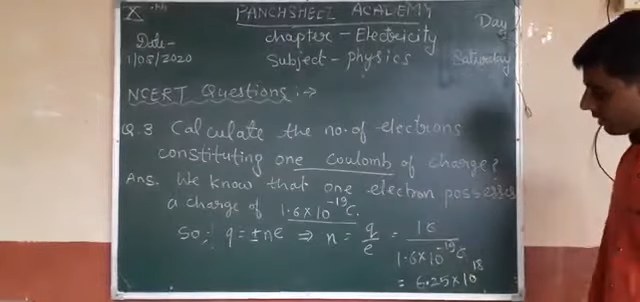 X
PANCHSHEEL ACADEMY
Day
Date-
chapter - Electricity
1/08/2020
Subject - physics
Saturday
NCERT Questions :→
Q.3 Calculate the no. of electrons
constituting one coulomb of charge?
Ans. We know that one electron possesses
a charge of 1.6×10⁻¹⁹C.
So, q = ±ne ⇒ n = q/e = 1C/1.6×10⁻¹⁹C
= 6.25×10¹⁸